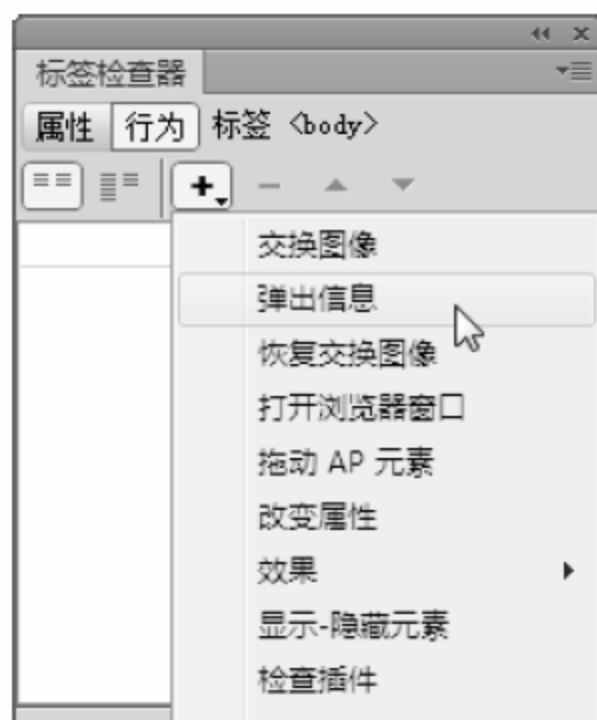 标签检查器
属性 行为 标签 <body>
交换图像
弹出信息
恢复交换图像
打开浏览器窗口
拖动 AP 元素
改变属性
效果
显示-隐藏元素
检查插件